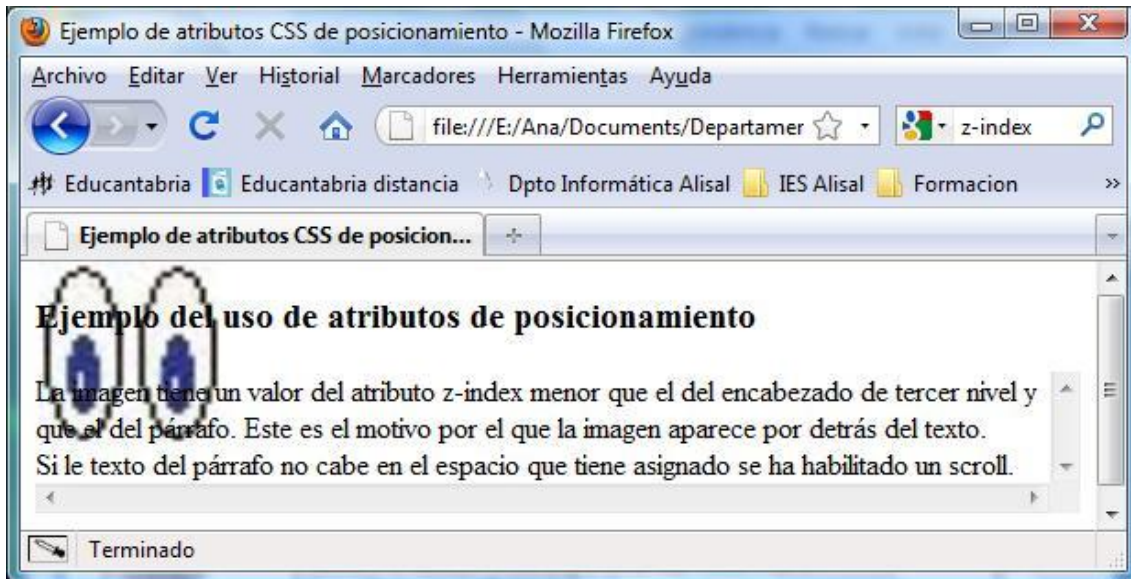 Ejemplo de atributos CSS de posicionamiento - Mozilla Firefox
Archivo Editar Ver Historial Marcadores Herramientas Ayuda
file:///E:/Ana/Documents/Departamer z-index
Educantabria Educantabria distancia Dpto Informática Alisal IES Alisal Formacion »
Ejemplo de atributos CSS de posicion...
Ejemplo del uso de atributos de posicionamiento
La imagen tiene un valor del atributo z-index menor que el del encabezado de tercer nivel y
que el del párrafo. Este es el motivo por el que la imagen aparece por detrás del texto.
Si le texto del párrafo no cabe en el espacio que tiene asignado se ha habilitado un scroll.
Terminado